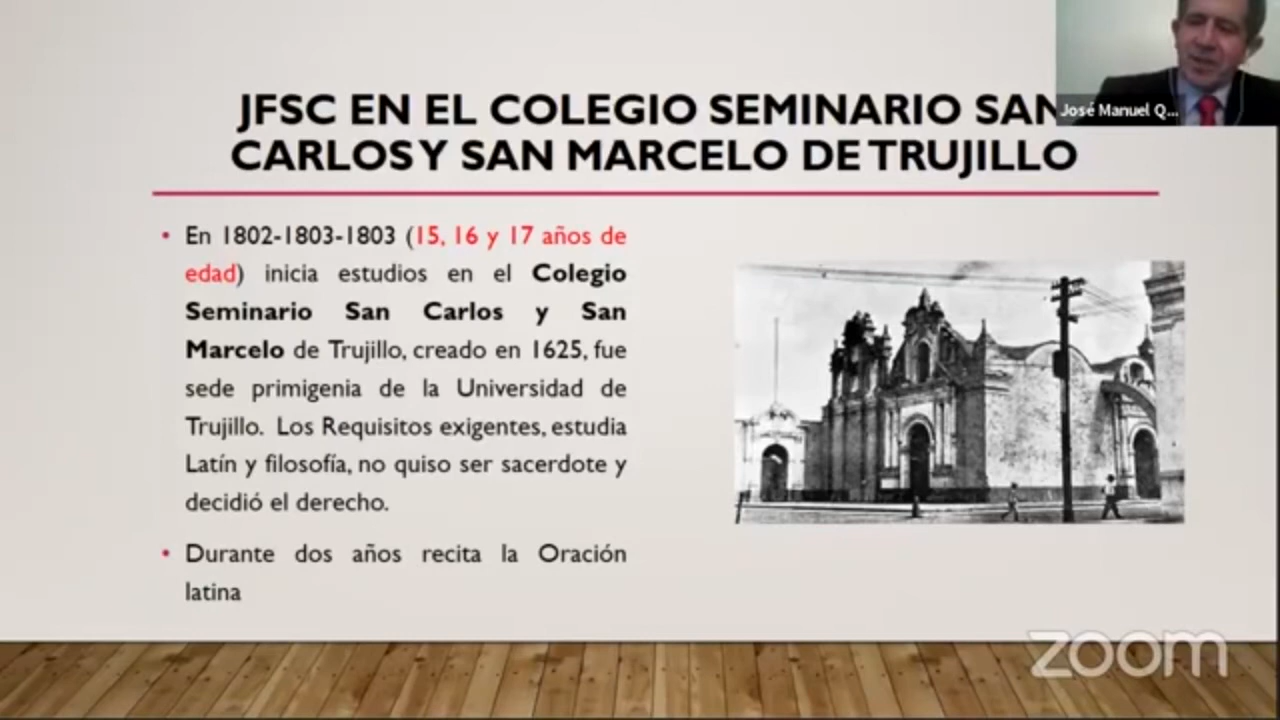 JFSC EN EL COLEGIO SEMINARIO SAN
CARLOS Y SAN MARCELO DE TRUJILLO
José Manuel Q...
• En 1802-1803-1803 (15, 16 y 17 años de
edad) inicia estudios en el Colegio
Seminario San Carlos y San
Marcelo de Trujillo, creado en 1625, fue
sede primigenia de la Universidad de
Trujillo. Los Requisitos exigentes, estudia
Latín y filosofía, no quiso ser sacerdote y
decidió el derecho.
• Durante dos años recita la Oración
latina
zoom